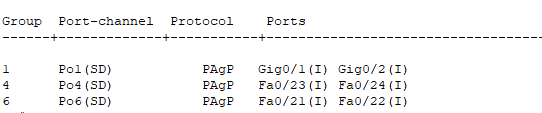 Group  Port-channel  Protocol    Ports
------+-------------+-----------+----------------------------------
1      Po1(SD)           PAgP   Gig0/1(I) Gig0/2(I)
4      Po4(SD)           PAgP   Fa0/23(I) Fa0/24(I)
6      Po6(SD)           PAgP   Fa0/21(I) Fa0/22(I)